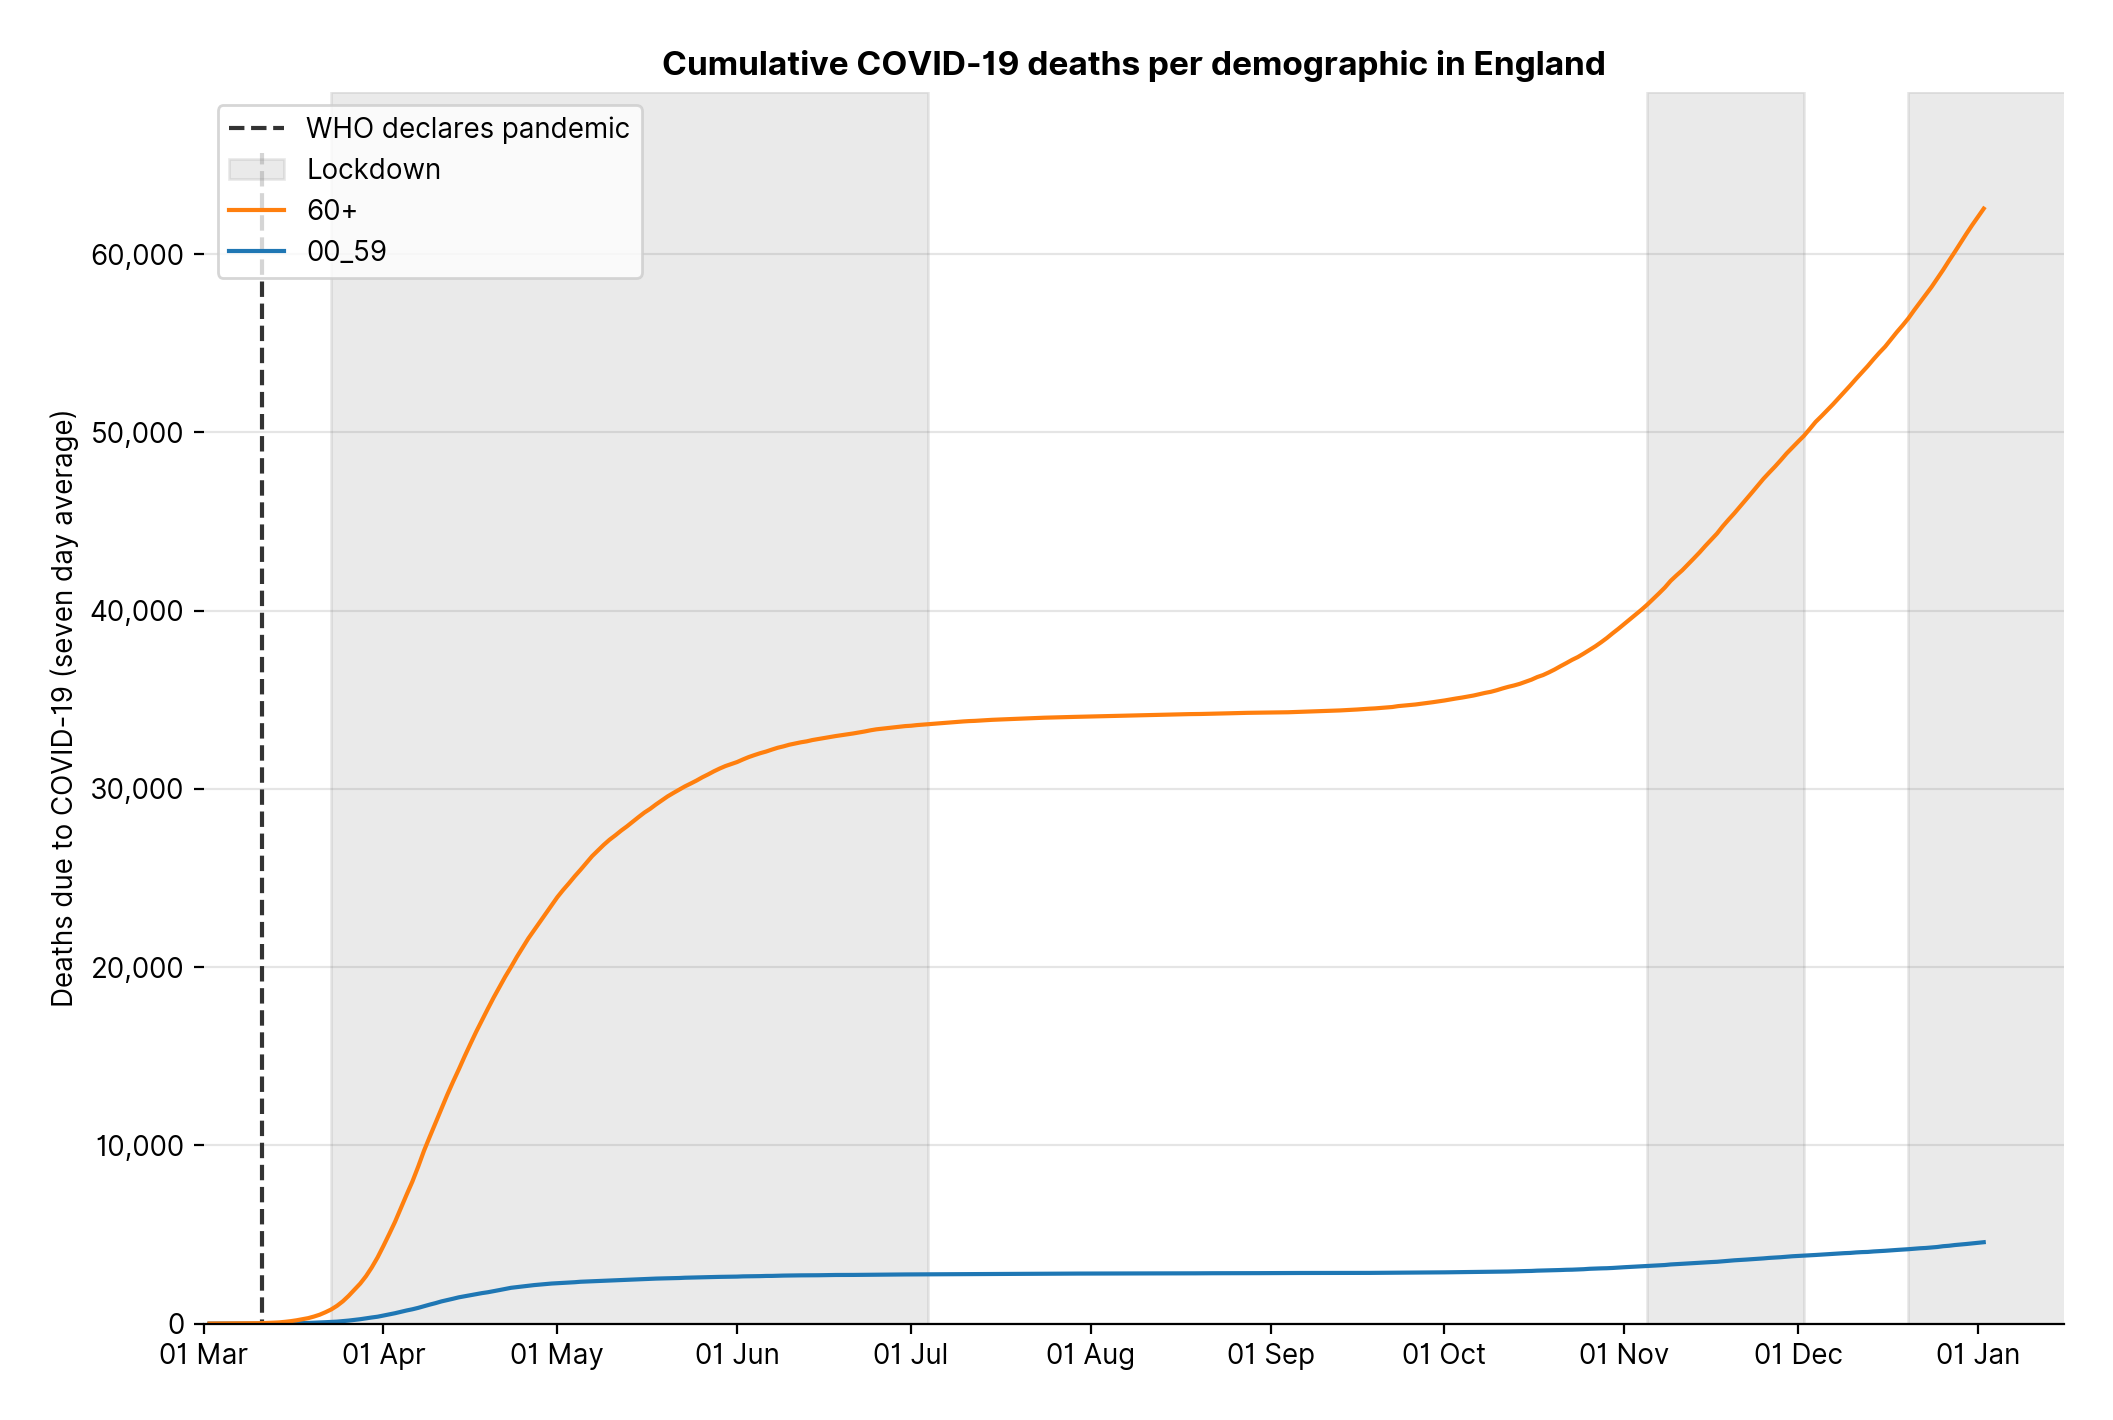 Cumulative COVID-19 deaths per demographic in England
WHO declares pandemic
Lockdown
60+
00_59
Deaths due to COVID-19 (seven day average)
60,000
50,000
40,000
30,000
20,000
10,000
0
01 Mar 01 Apr 01 May 01 Jun 01 Jul 01 Aug 01 Sep 01 Oct 01 Nov 01 Dec 01 Jan